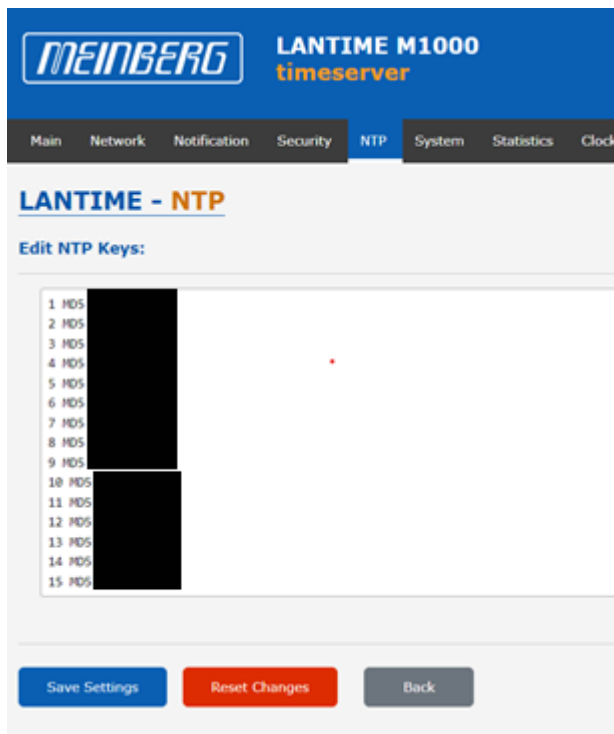 MEINBERG
LANTIME M1000
timeserver
Main Network Notification Security NTP System Statistics Clock
LANTIME - NTP
Edit NTP Keys:
1 MD5
2 MD5
3 MD5
4 MD5
5 MD5
6 MD5
7 MD5
8 MD5
9 MD5
10 MD5
11 MD5
12 MD5
13 MD5
14 MD5
15 MD5
Save Settings Reset Changes Back